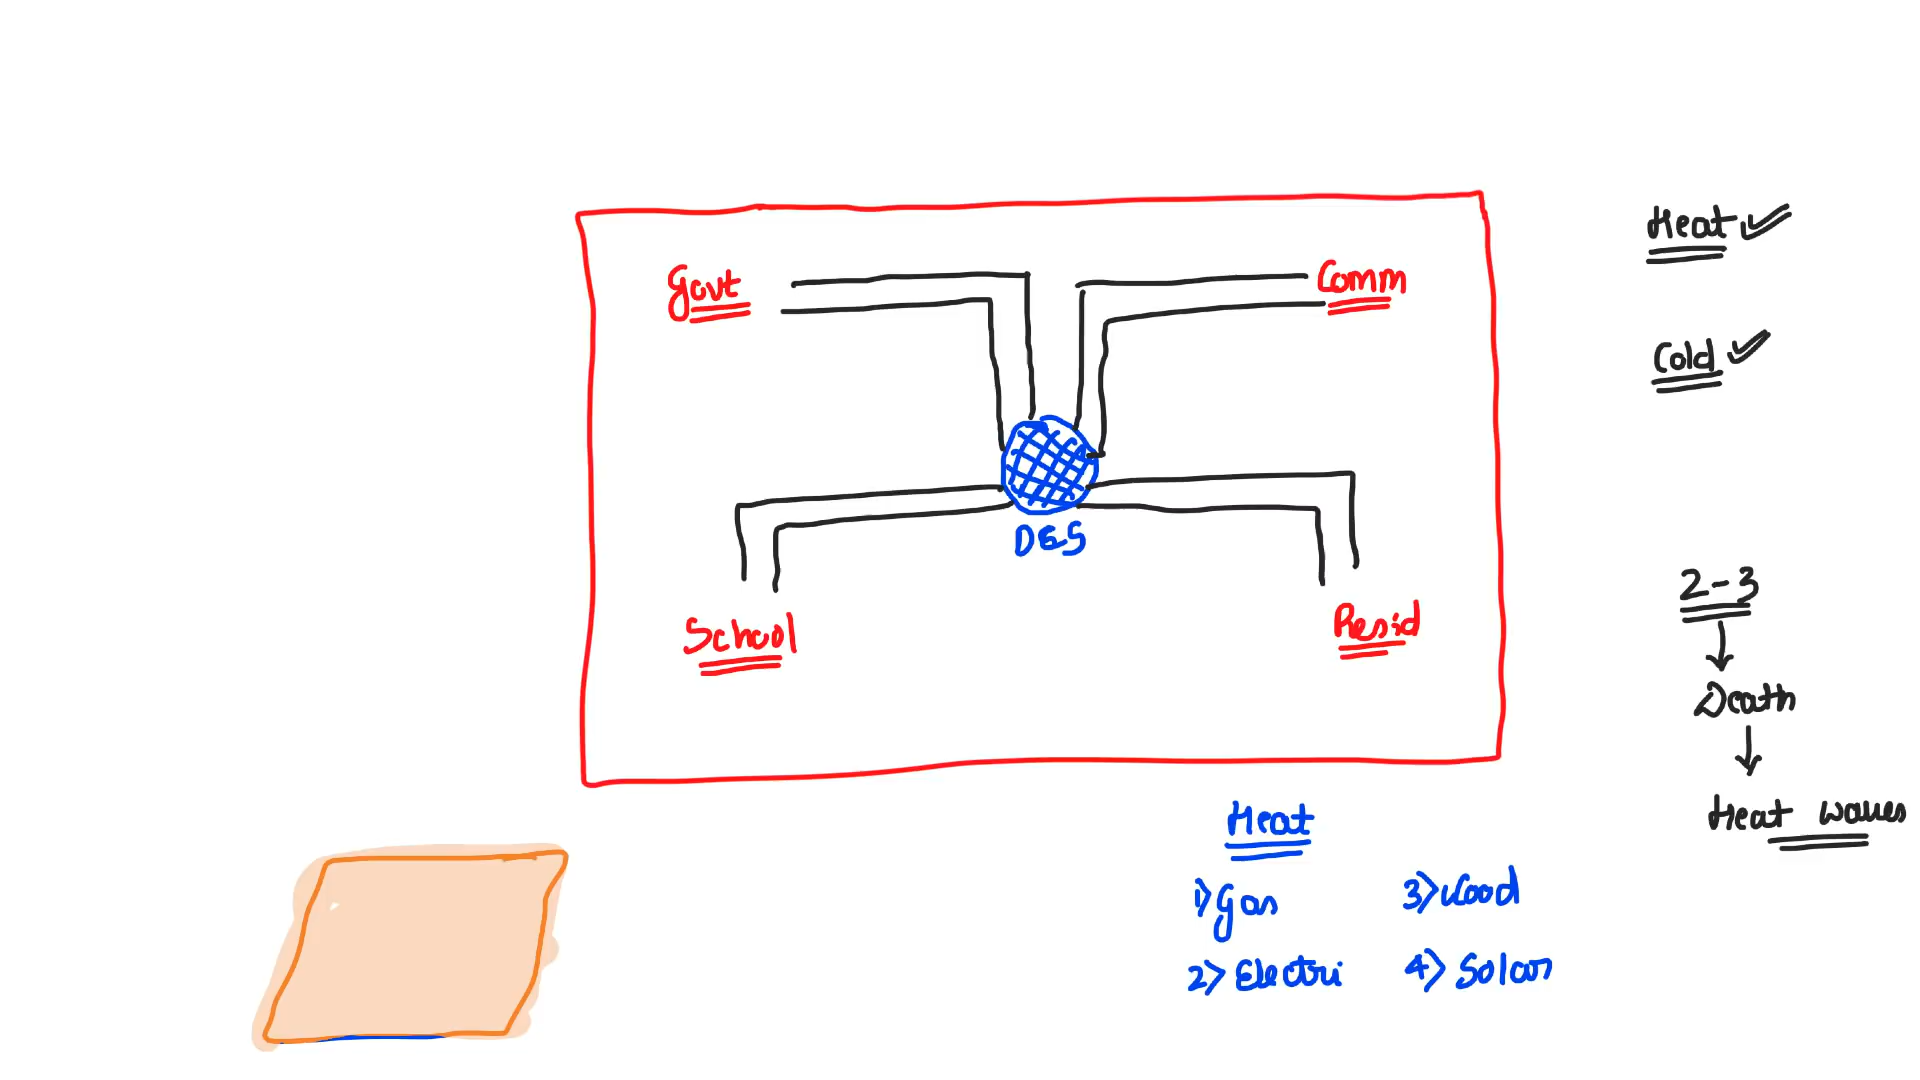 Govt
Comm
DES
School
Resid
Heat
Cold
2-3
Death
Heat waves
Heat
1) Gas
2) Electri
3) Wood
4) Solar